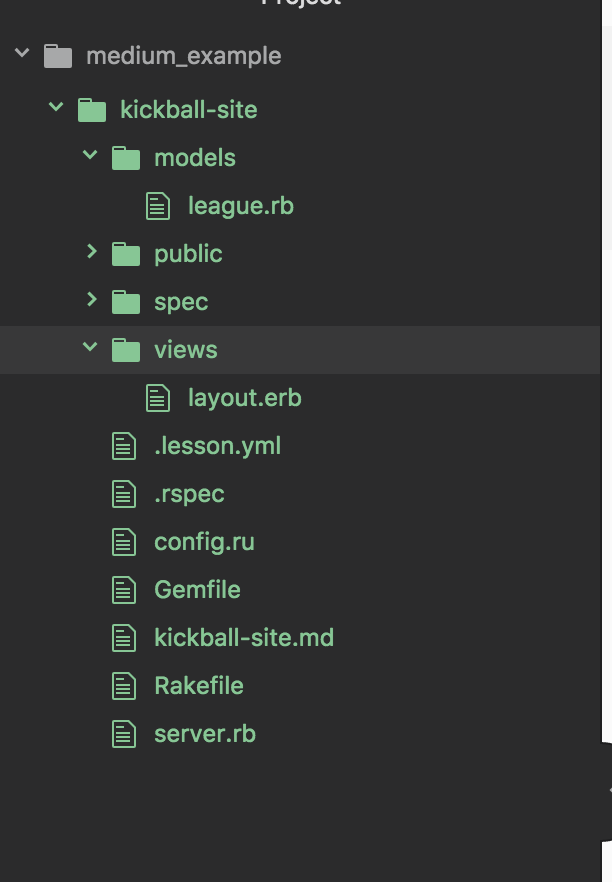 Project
medium_example
kickball-site
models
league.rb
public
spec
views
layout.erb
.lesson.yml
.rspec
config.ru
Gemfile
kickball-site.md
Rakefile
server.rb